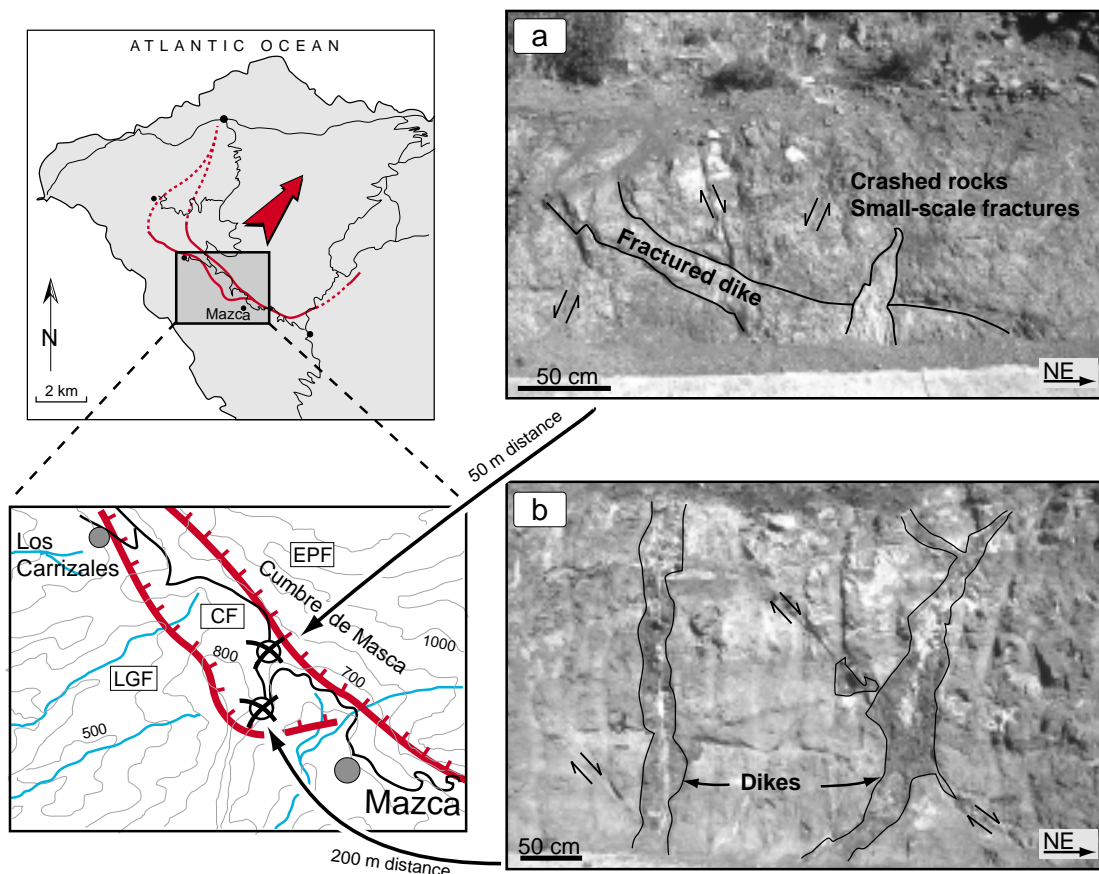 ATLANTIC OCEAN
Mazca
N
2 km
a
Crashed rocks
Small-scale fractures
Fractured dike
50 cm
NE
50 m distance
Los
Carrizales
EPF
Cumbre de Masca
CF
1000
800
700
LGF
500
Mazca
200 m distance
b
Dikes
50 cm
NE